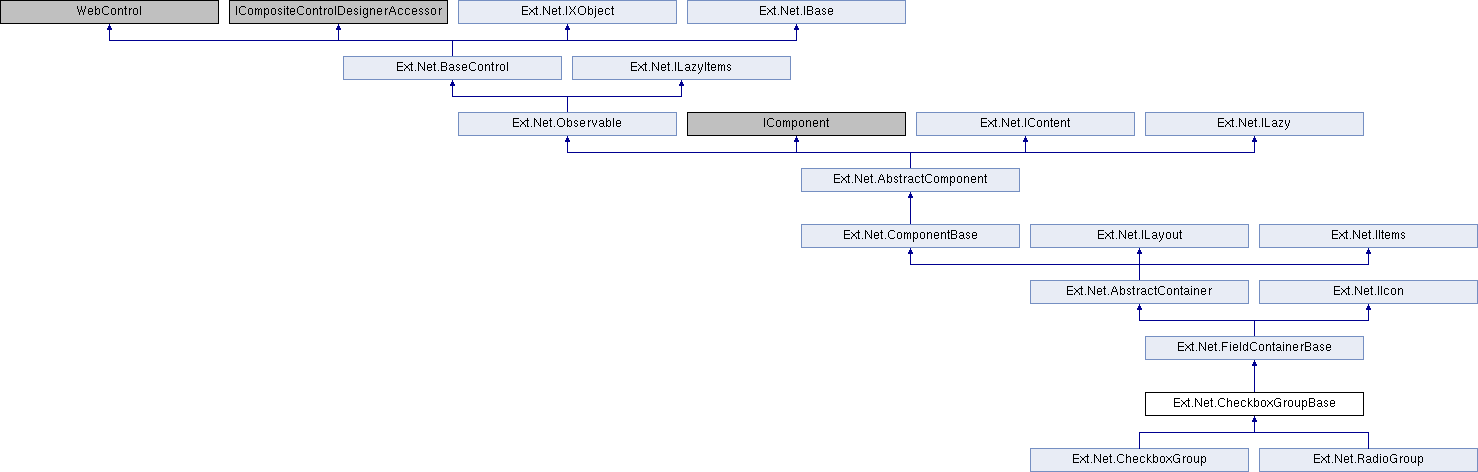 WebControl
ICompositeControlDesignerAccessor
Ext.Net.IXObject
Ext.Net.IBase
Ext.Net.BaseControl
Ext.Net.ILazyItems
Ext.Net.Observable
IComponent
Ext.Net.IContent
Ext.Net.ILazy
Ext.Net.AbstractComponent
Ext.Net.ComponentBase
Ext.Net.ILayout
Ext.Net.IItems
Ext.Net.AbstractContainer
Ext.Net.IIcon
Ext.Net.FieldContainerBase
Ext.Net.CheckboxGroupBase
Ext.Net.CheckboxGroup
Ext.Net.RadioGroup